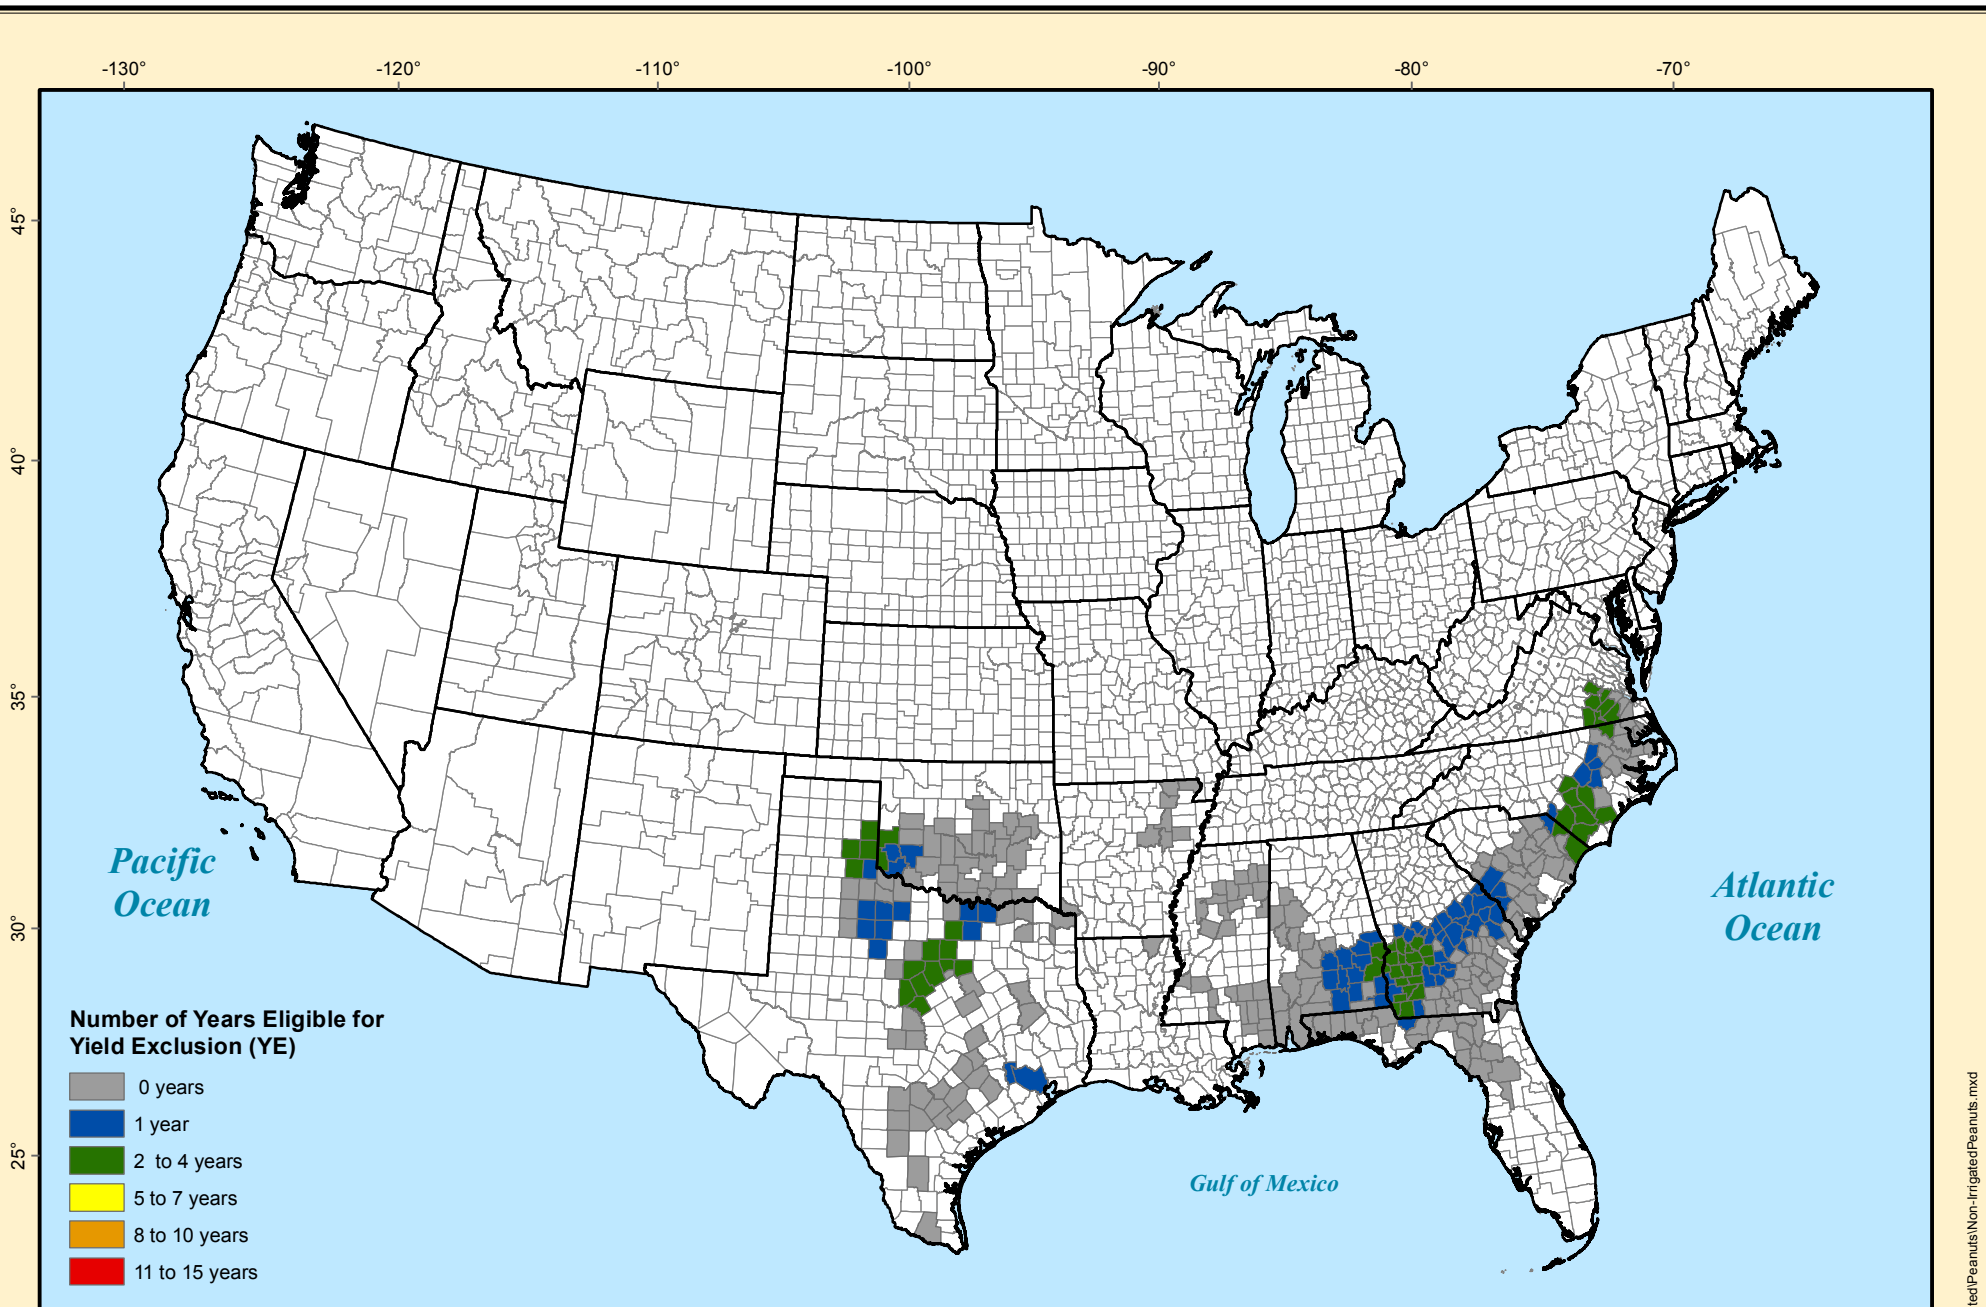 -130°
-120°
-110°
-100°
-90°
-80°
-70°
45°
40°
35°
30°
25°
Pacific
Ocean
Atlantic
Ocean
Gulf of Mexico
Number of Years Eligible for
Yield Exclusion (YE)
0 years
1 year
2 to 4 years
5 to 7 years
8 to 10 years
11 to 15 years
ted\Peanuts\Non-IrrigatedPeanuts.mxd